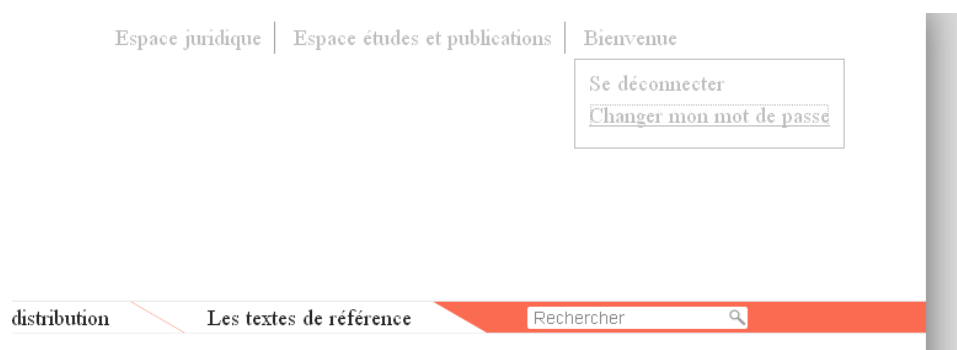 Espace juridique Espace études et publications Bienvenue
Se déconnecter
Changer mon mot de passe
distribution Les textes de référence Rechercher